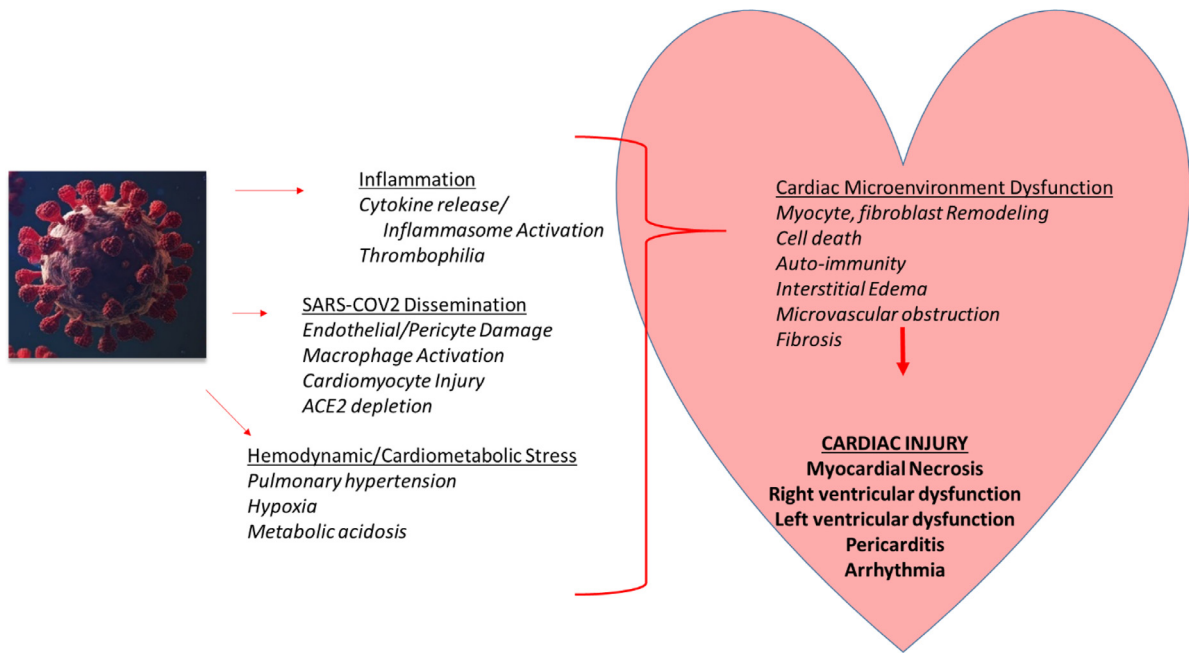 Inflammation
Cytokine release/
Inflammasome Activation
Thrombophilia
SARS-COV2 Dissemination
Endothelial/Pericyte Damage
Macrophage Activation
Cardiomyocyte Injury
ACE2 depletion
Hemodynamic/Cardiometabolic Stress
Pulmonary hypertension
Hypoxia
Metabolic acidosis
Cardiac Microenvironment Dysfunction
Myocyte, fibroblast Remodeling
Cell death
Auto-immunity
Interstitial Edema
Microvascular obstruction
Fibrosis
CARDIAC INJURY
Myocardial Necrosis
Right ventricular dysfunction
Left ventricular dysfunction
Pericarditis
Arrhythmia